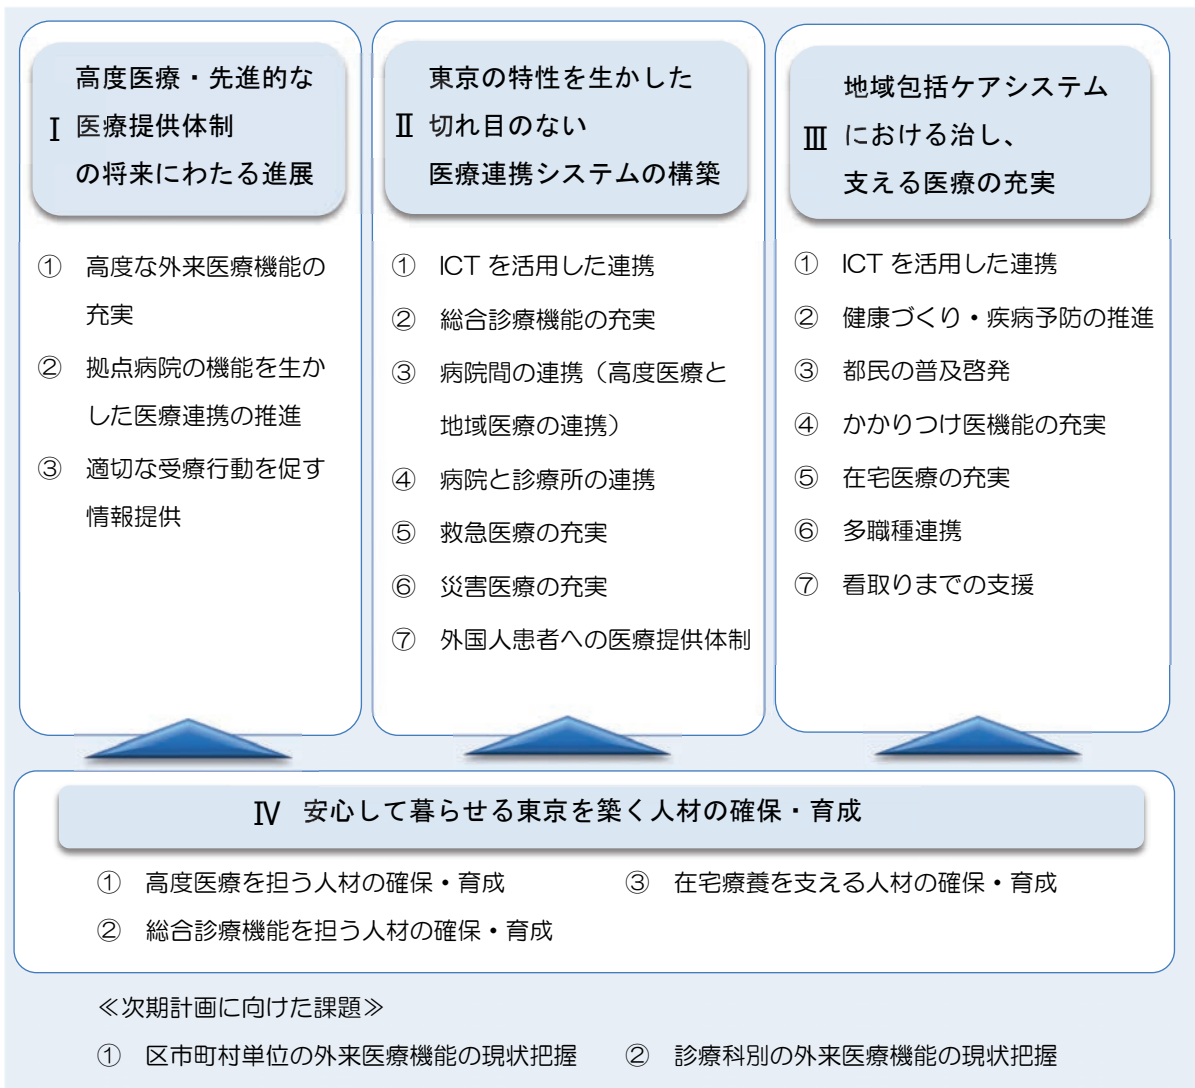 高度医療・先進的な
Ⅰ 医療提供体制
の将来にわたる進展
① 高度な外来医療機能の
充実
② 拠点病院の機能を生か
した医療連携の推進
③ 適切な受療行動を促す
情報提供
東京の特性を生かした
Ⅱ 切れ目のない
医療連携システムの構築
① ICT を活用した連携
② 総合診療機能の充実
③ 病院間の連携（高度医療と
地域医療の連携）
④ 病院と診療所の連携
⑤ 救急医療の充実
⑥ 災害医療の充実
⑦ 外国人患者への医療提供体制
地域包括ケアシステム
Ⅲ における治し、
支える医療の充実
① ICT を活用した連携
② 健康づくり・疾病予防の推進
③ 都民の普及啓発
④ かかりつけ医機能の充実
⑤ 在宅医療の充実
⑥ 多職種連携
⑦ 看取りまでの支援
Ⅳ 安心して暮らせる東京を築く人材の確保・育成
① 高度医療を担う人材の確保・育成
② 総合診療機能を担う人材の確保・育成
③ 在宅療養を支える人材の確保・育成
≪次期計画に向けた課題≫
① 区市町村単位の外来医療機能の現状把握
② 診療科別の外来医療機能の現状把握